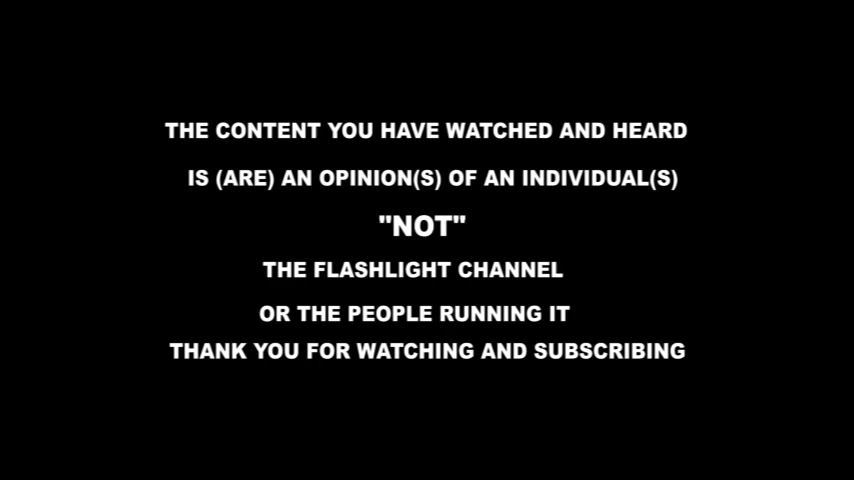 THE CONTENT YOU HAVE WATCHED AND HEARD
IS (ARE) AN OPINION(S) OF AN INDIVIDUAL(S)
"NOT"
THE FLASHLIGHT CHANNEL
OR THE PEOPLE RUNNING IT
THANK YOU FOR WATCHING AND SUBSCRIBING